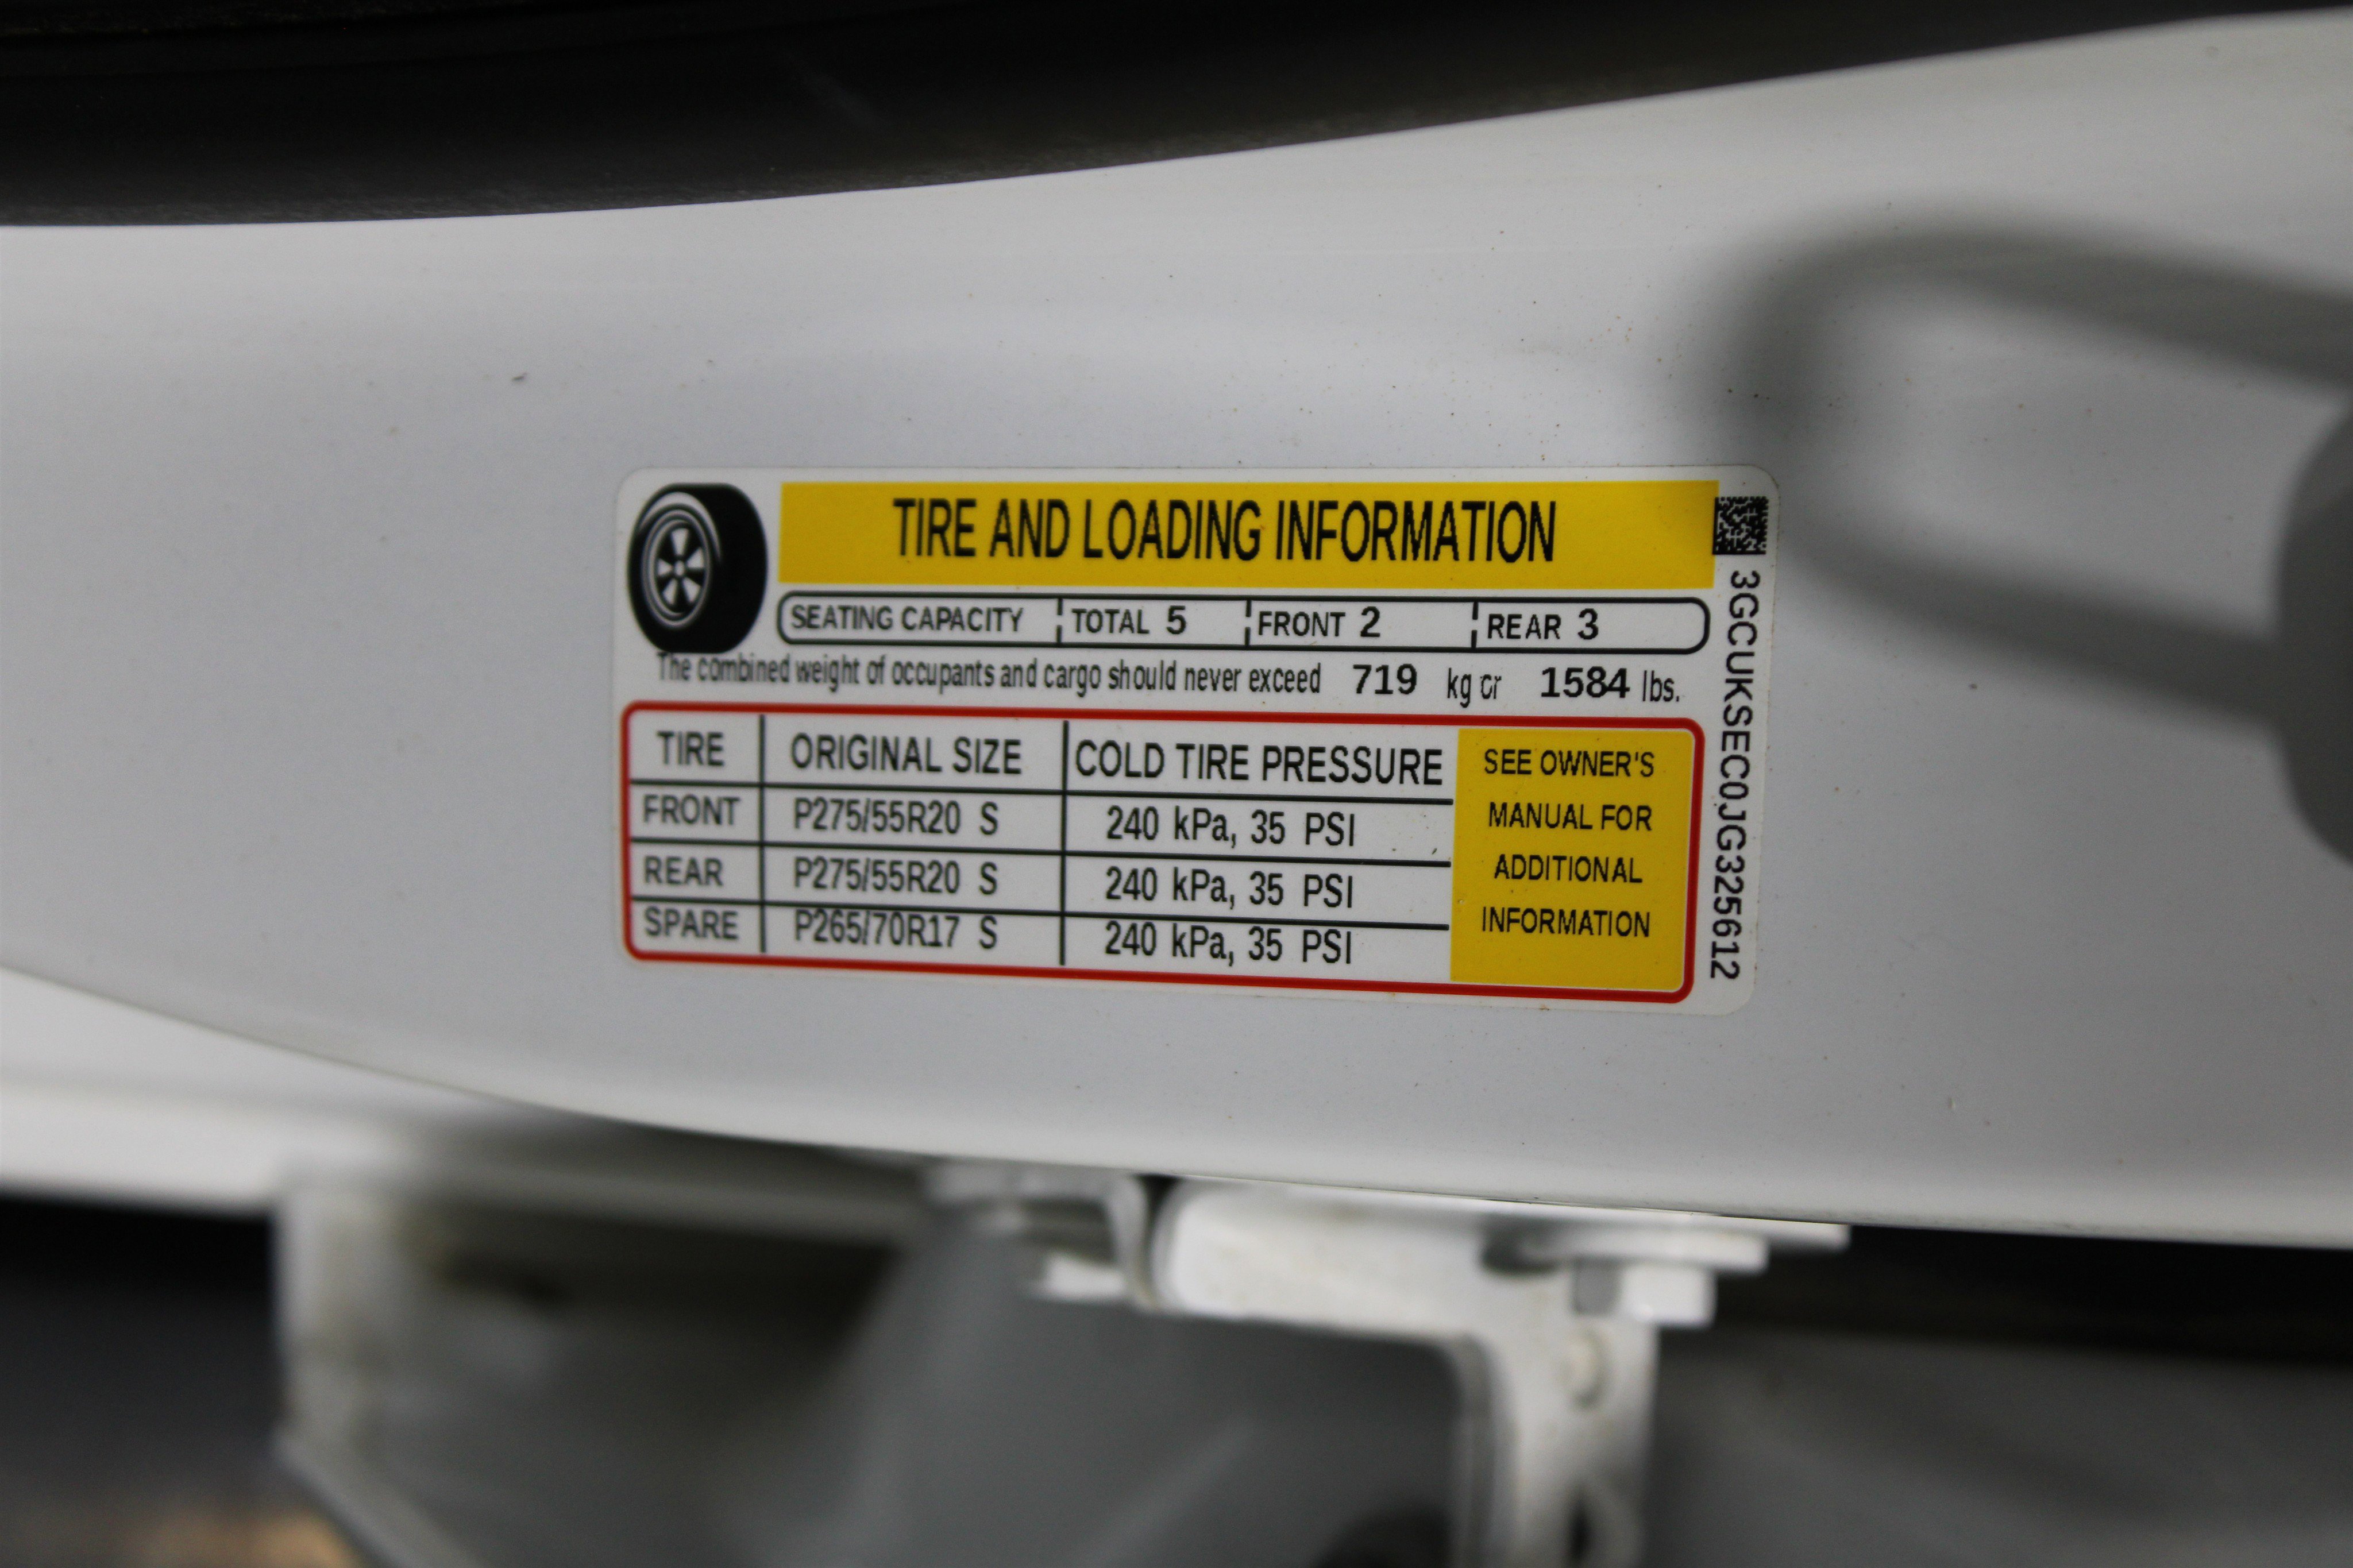 TIRE AND LOADING INFORMATION
SEATING CAPACITY TOTAL 5 FRONT 2 REAR 3
The combined weight of occupants and cargo should never exceed 719 kg or 1584 lbs.
TIRE ORIGINAL SIZE COLD TIRE PRESSURE
FRONT P275/55R20 S 240 kPa, 35 PSI
REAR P275/55R20 S 240 kPa, 35 PSI
SPARE P265/70R17 S 240 kPa, 35 PSI
SEE OWNER'S
MANUAL FOR
ADDITIONAL
INFORMATION
3GCUKSEC0JG325612